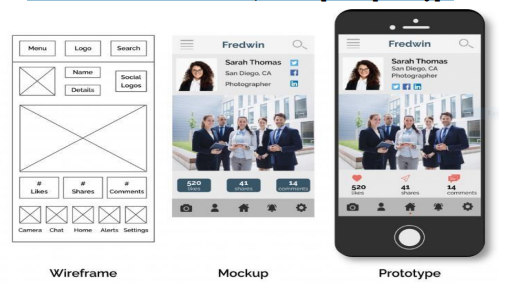 Menu Logo Search
Name
Details
Social
Logos
# Likes
# Shares
# Comments
Camera Chat Home Alerts Settings
Wireframe
Fredwin
Sarah Thomas
San Diego, CA
Photographer
520
likes
41
shares
14
comments
Mockup
Fredwin
Sarah Thomas
San Diego, CA
Photographer
520
likes
41
shares
14
comments
Prototype